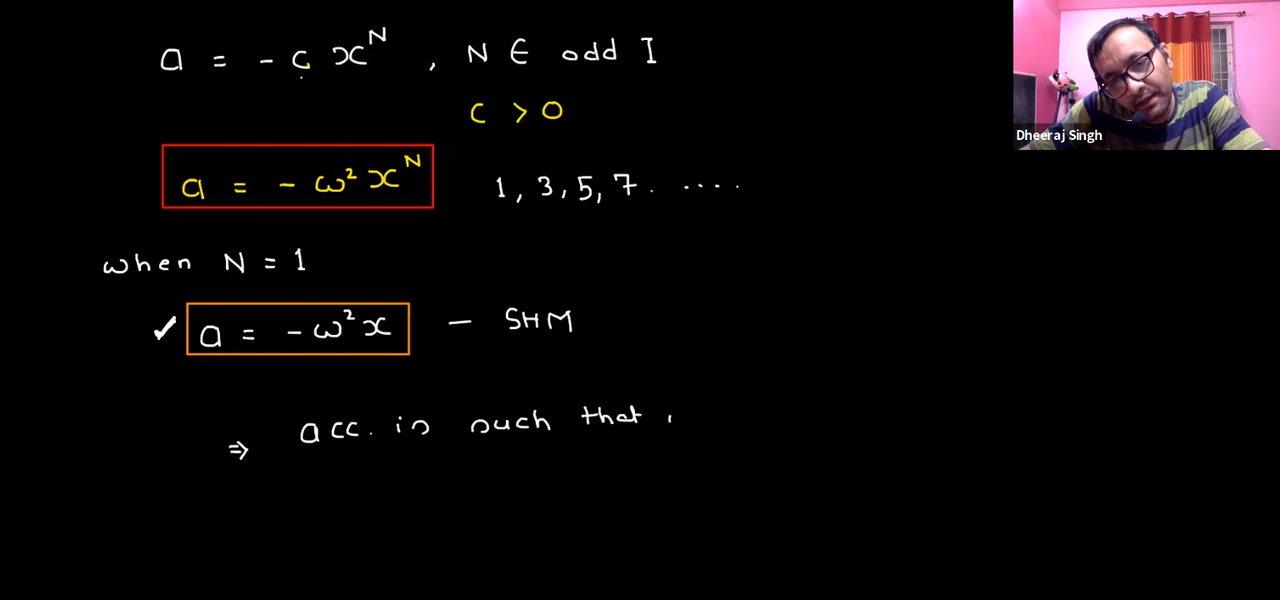 a = - c x^N , N ∈ odd I
c > 0
a = - ω² x^N 1, 3, 5, 7 . . . . .
when N = 1
✓ a = - ω² x — SHM
⇒ acc. is such that
Dheeraj Singh